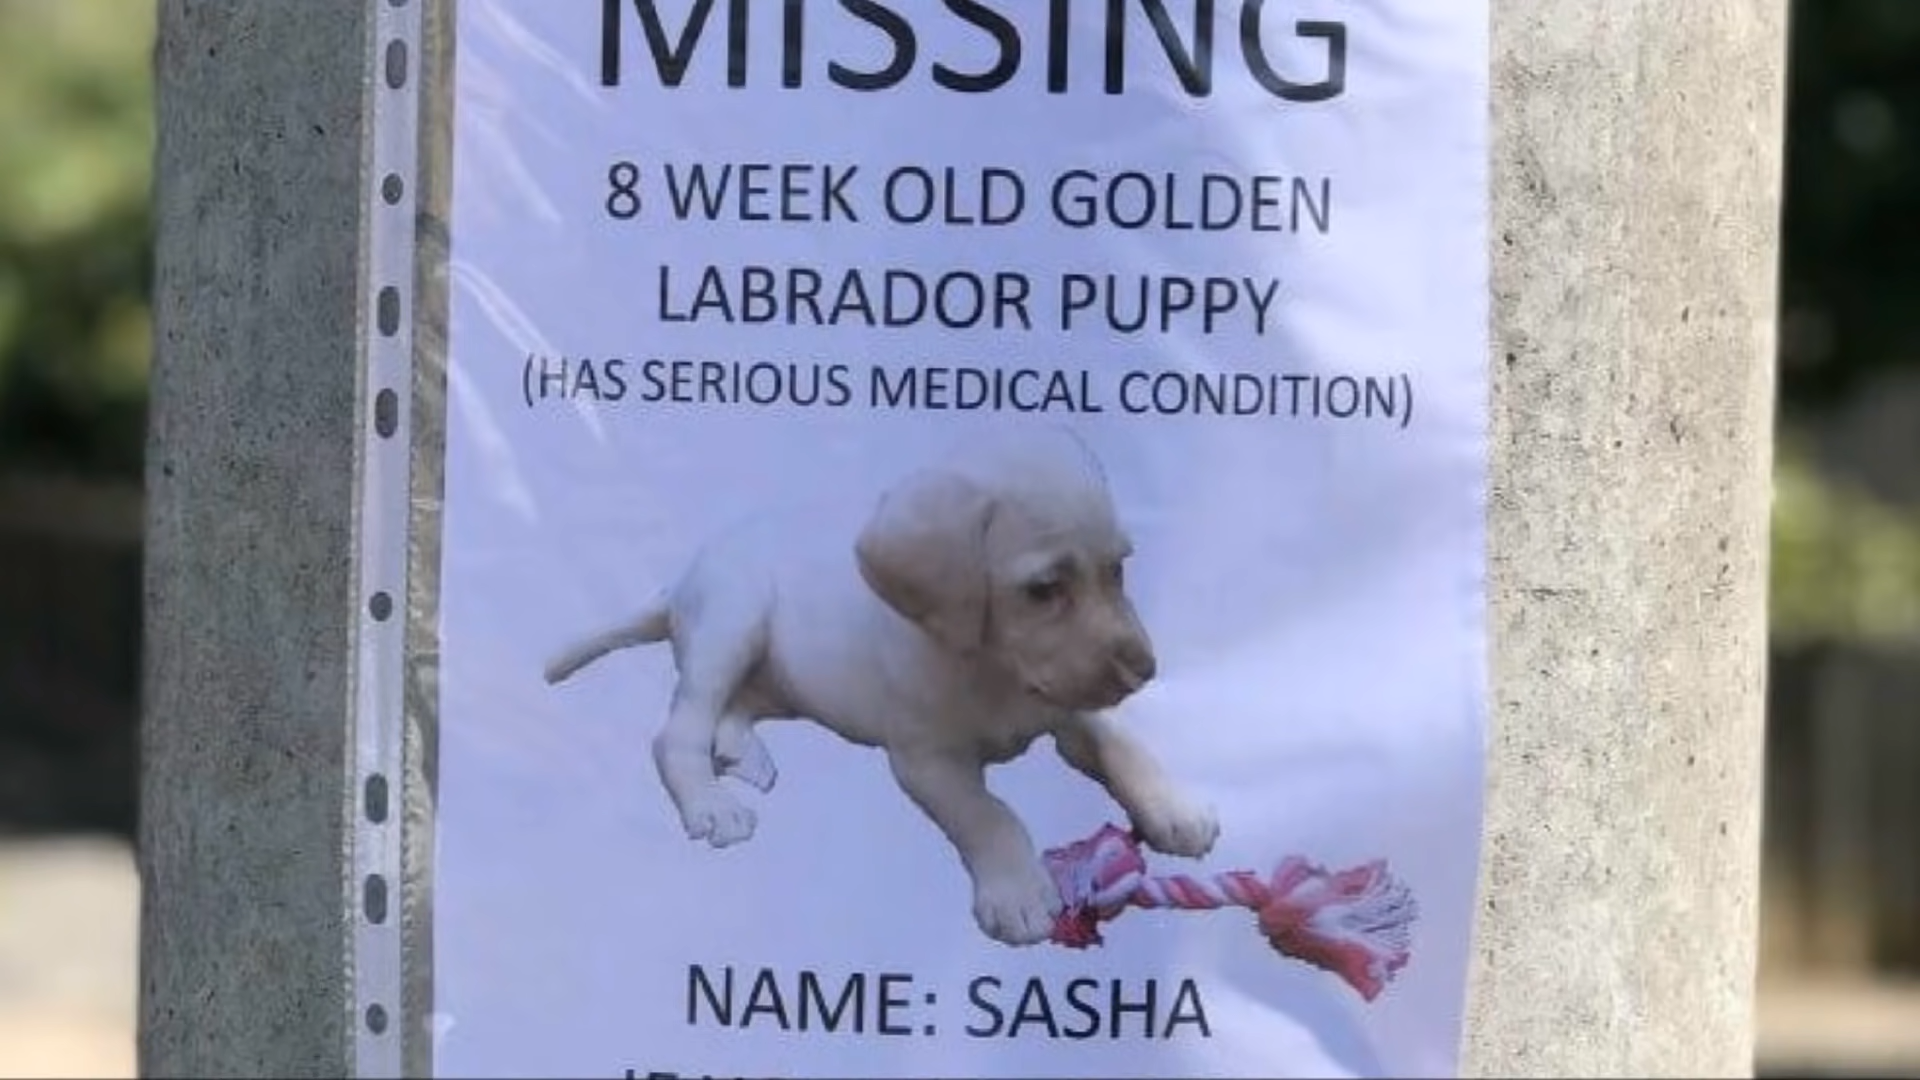 MISSING
8 WEEK OLD GOLDEN
LABRADOR PUPPY
(HAS SERIOUS MEDICAL CONDITION)
NAME: SASHA